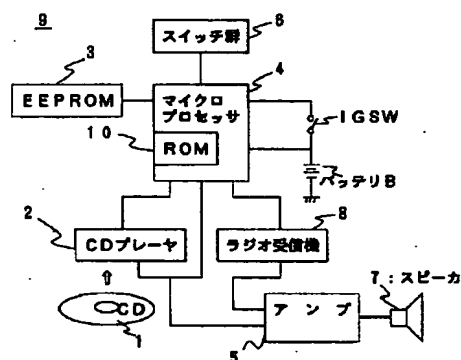 9
6
スイッチ群
3
4
EEPROM
マイクロ
プロセッサ
IGSW
10
ROM
バッテリB
2
8
CDプレーヤ
ラジオ受信機
7:スピーカ
CD
アンプ
1
5